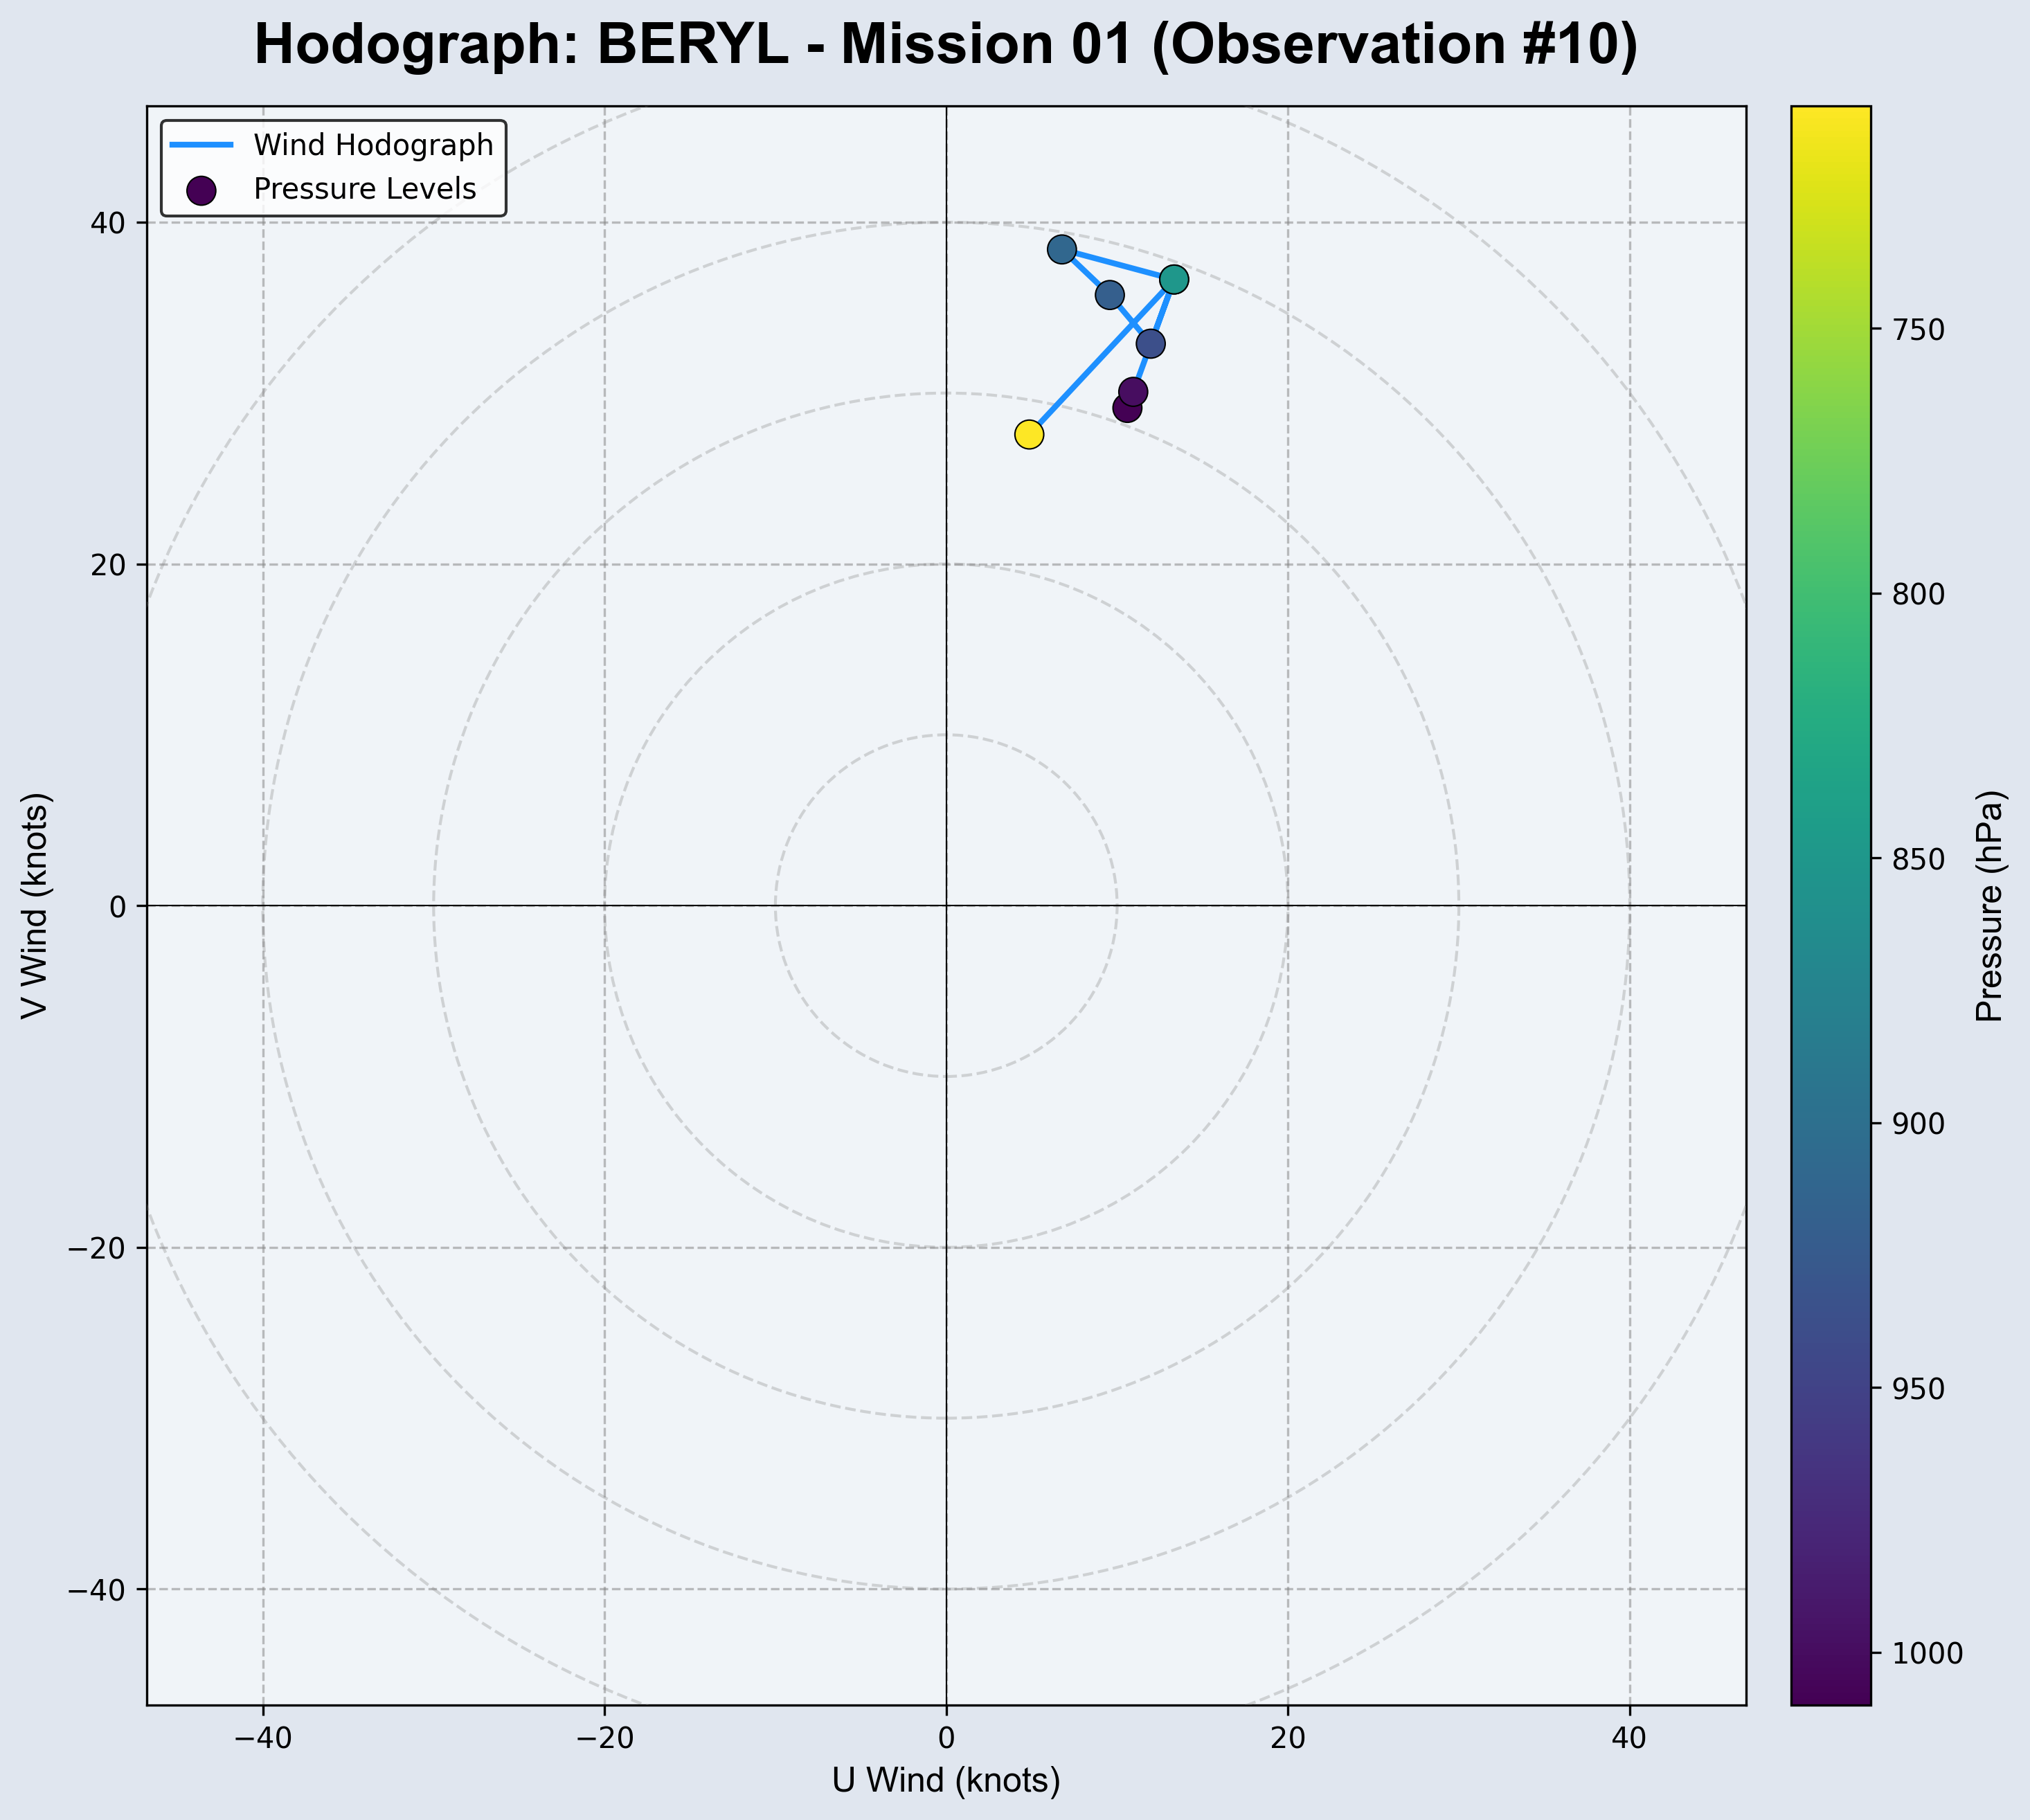 Hodograph: BERYL - Mission 01 (Observation #10)
Wind Hodograph
Pressure Levels
40
20
0
−20
−40
V Wind (knots)
−40
−20
0
20
40
U Wind (knots)
750
800
850
900
950
1000
Pressure (hPa)